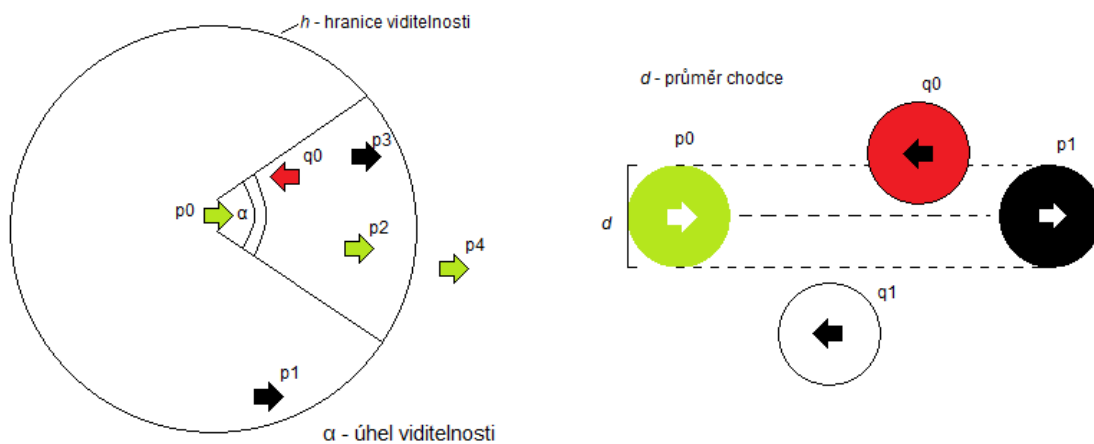 h - hranice viditelnosti
p3
q0
p0
α
p2
p4
p1
α - úhel viditelnosti
d - průměr chodce
q0
p0
p1
d
q1